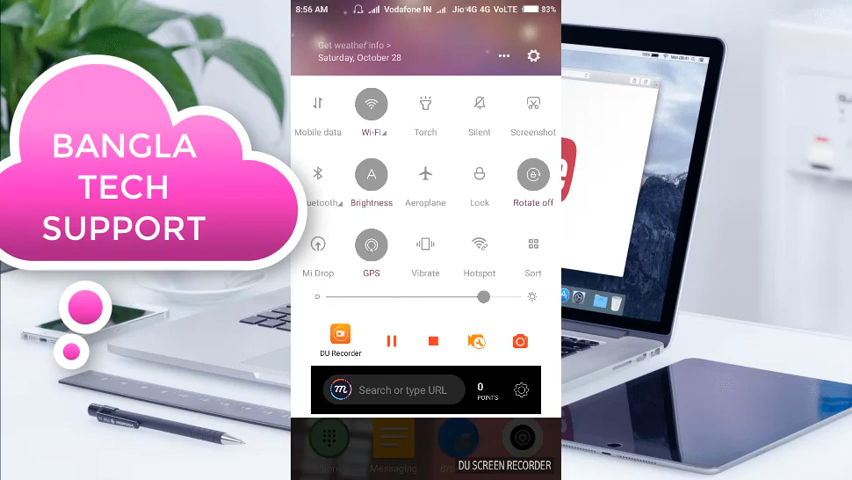 8:56 AM Vodafone IN Jio 4G 4G VoLTE 83%
Get weather info >
Saturday, October 28
Mobile data Wi-Fi Torch Silent Screenshot
uetooth Brightness Aeroplane Lock Rotate off
Mi Drop GPS Vibrate Hotspot Sort
DU Recorder
Search or type URL
0
POINTS
Messaging
DU SCREEN RECORDER
BANGLA
TECH
SUPPORT